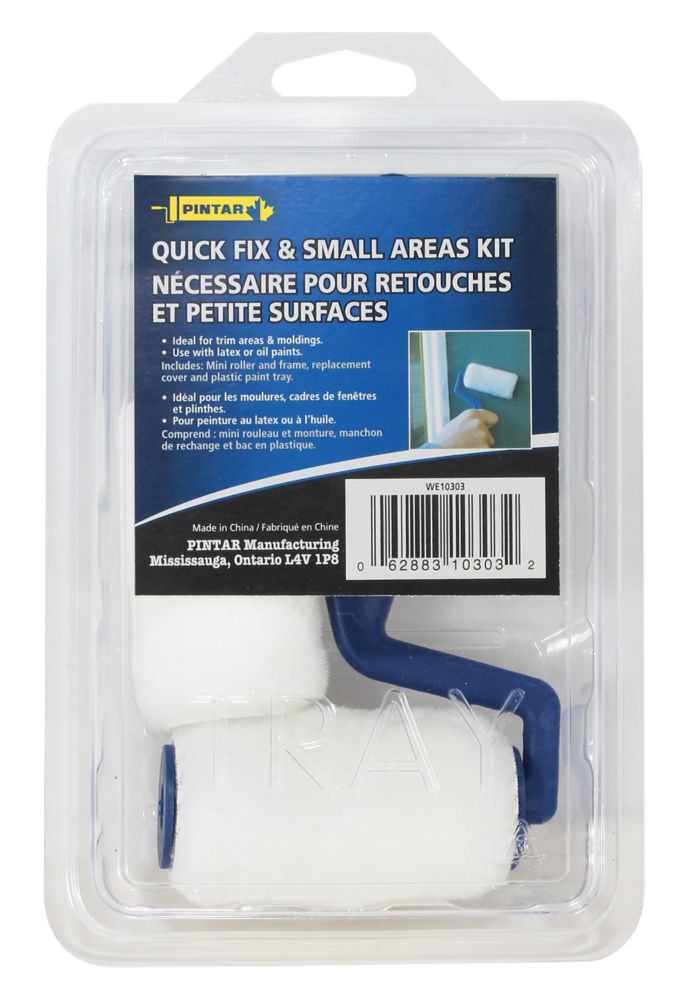 PINTAR
QUICK FIX & SMALL AREAS KIT
NÉCESSAIRE POUR RETOUCHES
ET PETITE SURFACES
• Ideal for trim areas & moldings.
• Use with latex or oil paints.
Includes: Mini roller and frame, replacement
cover and plastic paint tray.
• Idéal pour les moulures, cadres de fenêtres
et plinthes.
• Pour peinture au latex ou à l'huile.
Comprend : mini rouleau et monture, manchon
de rechange et bac en plastique.
WE10303
Made in China / Fabriqué en Chine
PINTAR Manufacturing
Mississauga, Ontario L4V 1P8
0 62883 10303 2
TRAY